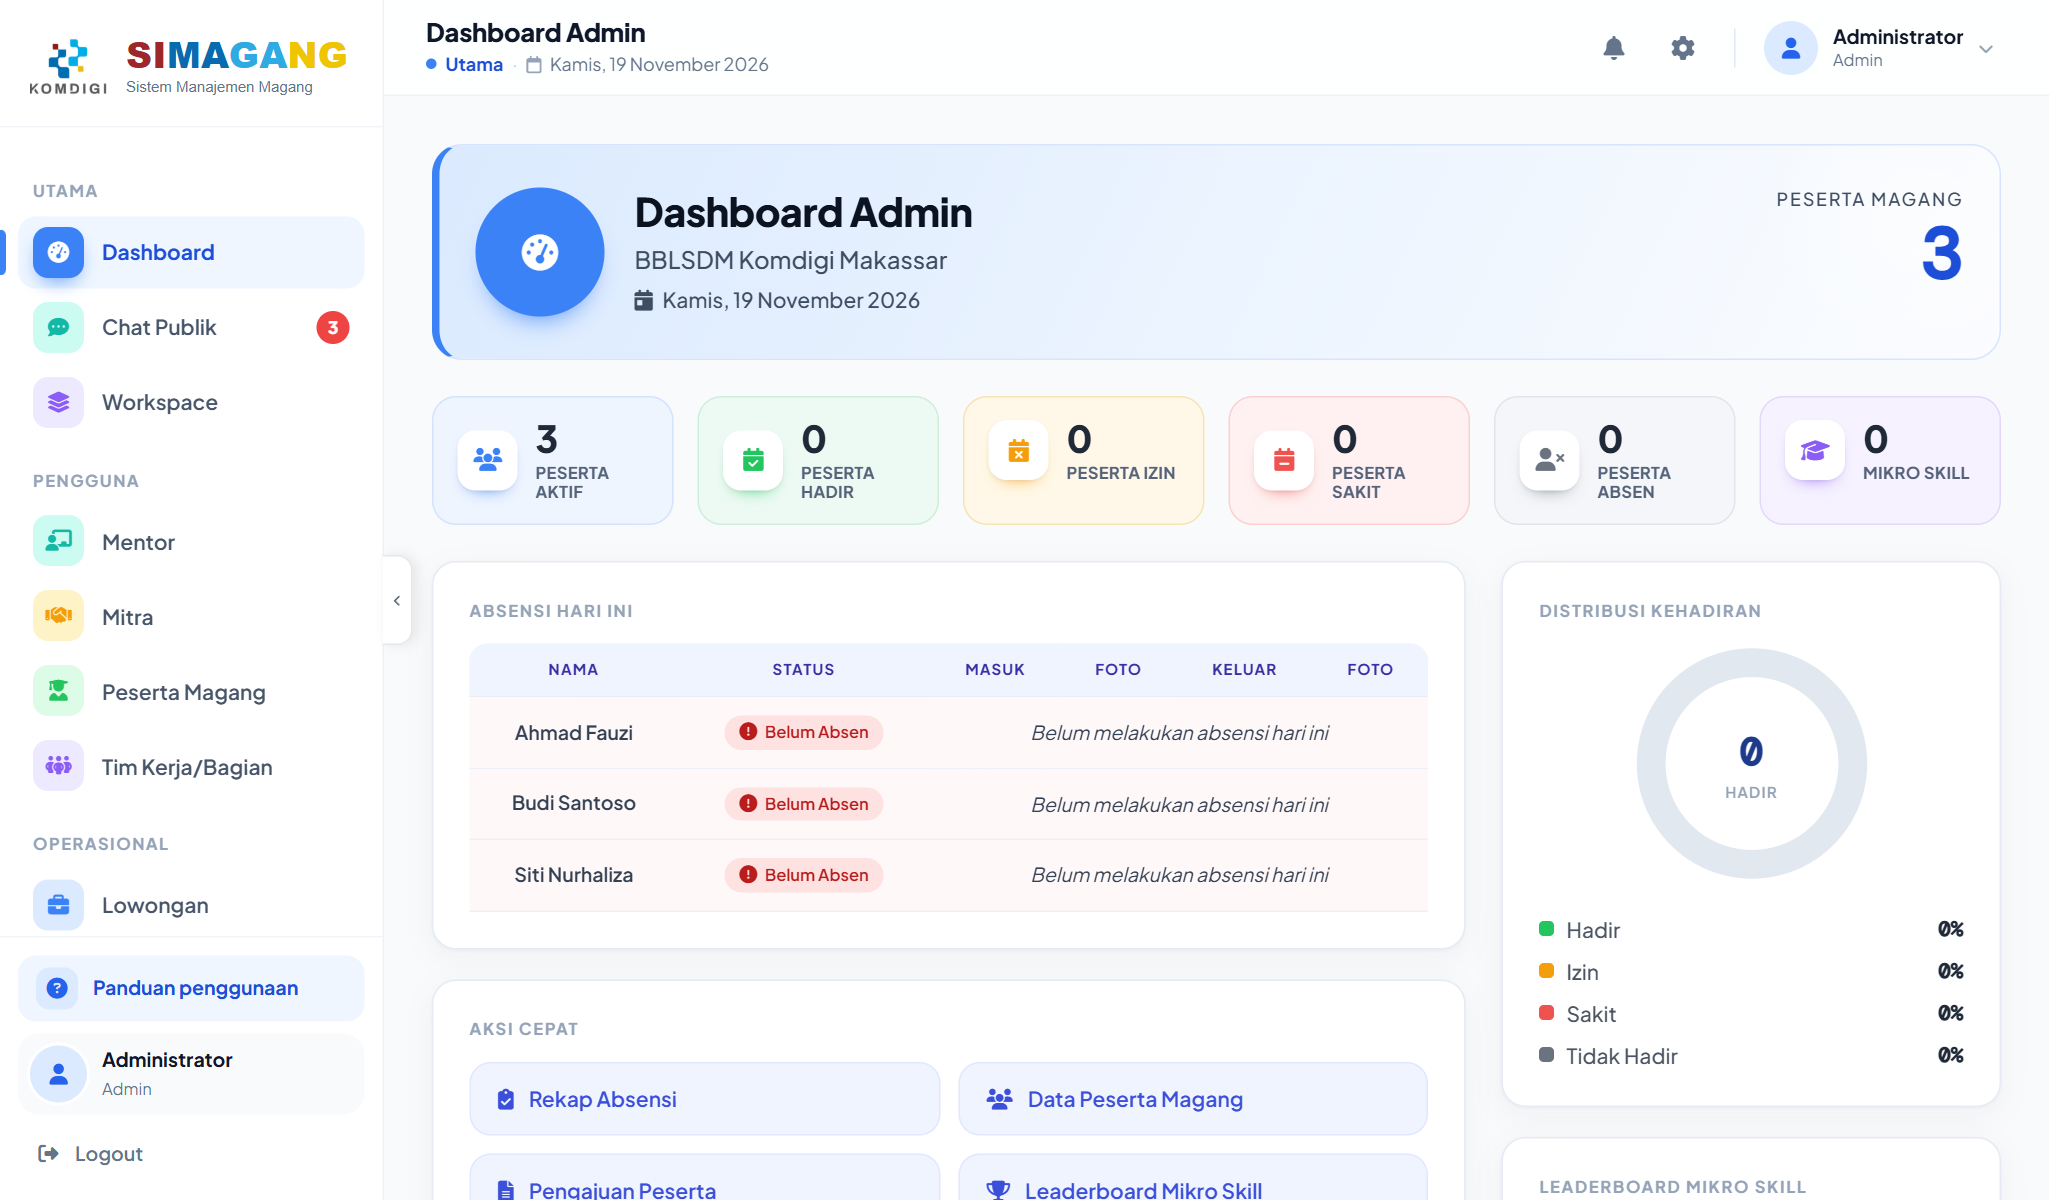 KOMDIGI
SIMAGANG
Sistem Manajemen Magang
UTAMA
Dashboard
Chat Publik
3
Workspace
PENGGUNA
Mentor
Mitra
Peserta Magang
Tim Kerja/Bagian
OPERASIONAL
Lowongan
Panduan penggunaan
Administrator
Admin
Logout
Dashboard Admin
Utama · Kamis, 19 November 2026
Administrator
Admin
Dashboard Admin
BBLSDM Komdigi Makassar
Kamis, 19 November 2026
PESERTA MAGANG
3
3
PESERTA
AKTIF
0
PESERTA
HADIR
0
PESERTA IZIN
0
PESERTA
SAKIT
0
PESERTA
ABSEN
0
MIKRO SKILL
ABSENSI HARI INI
NAMA STATUS MASUK FOTO KELUAR FOTO
Ahmad Fauzi Belum Absen Belum melakukan absensi hari ini
Budi Santoso Belum Absen Belum melakukan absensi hari ini
Siti Nurhaliza Belum Absen Belum melakukan absensi hari ini
AKSI CEPAT
Rekap Absensi
Data Peserta Magang
Pengajuan Peserta
Leaderboard Mikro Skill
DISTRIBUSI KEHADIRAN
0
HADIR
Hadir 0%
Izin 0%
Sakit 0%
Tidak Hadir 0%
LEADERBOARD MIKRO SKILL